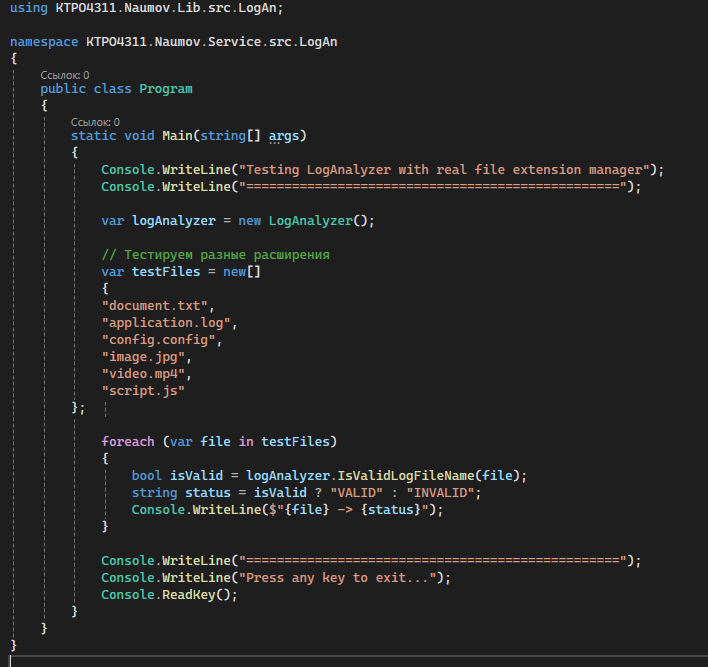 using KTPO4311.Naumov.Lib.src.LogAn;
namespace KTPO4311.Naumov.Service.src.LogAn
{
Ссылок: 0
public class Program
{
Ссылок: 0
static void Main(string[] args)
{
Console.WriteLine("Testing LogAnalyzer with real file extension manager");
Console.WriteLine("=================================================");
var logAnalyzer = new LogAnalyzer();
// Тестируем разные расширения
var testFiles = new[]
{
"document.txt",
"application.log",
"config.config",
"image.jpg",
"video.mp4",
"script.js"
};
foreach (var file in testFiles)
{
bool isValid = logAnalyzer.IsValidLogFileName(file);
string status = isValid ? "VALID" : "INVALID";
Console.WriteLine($"{file} -> {status}");
}
Console.WriteLine("=================================================");
Console.WriteLine("Press any key to exit...");
Console.ReadKey();
}
}
}